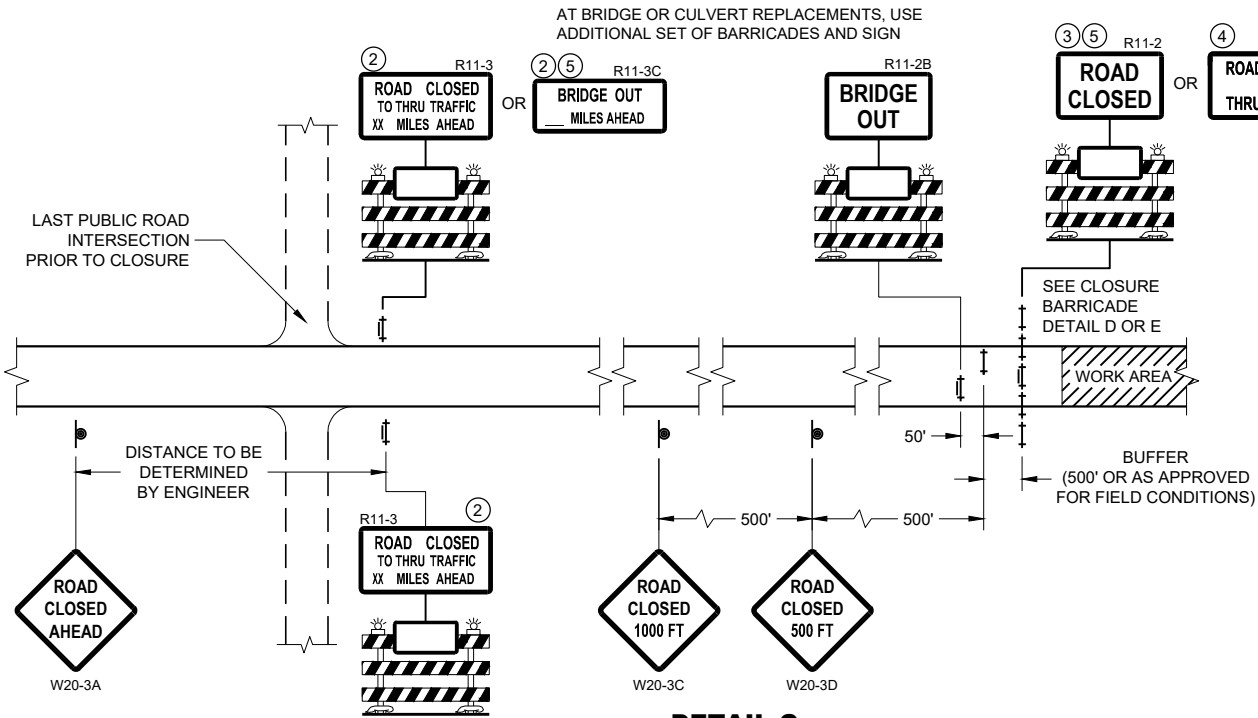 AT BRIDGE OR CULVERT REPLACEMENTS, USE
ADDITIONAL SET OF BARRICADES AND SIGN
2
R11-3
ROAD CLOSED
TO THRU TRAFFIC
XX MILES AHEAD
OR
2 5
R11-3C
BRIDGE OUT
___ MILES AHEAD
R11-2B
BRIDGE
OUT
3 5
R11-2
ROAD
CLOSED
OR
4
ROAD
THRU
LAST PUBLIC ROAD
INTERSECTION
PRIOR TO CLOSURE
SEE CLOSURE
BARRICADE
DETAIL D OR E
WORK AREA
DISTANCE TO BE
DETERMINED
BY ENGINEER
50'
BUFFER
(500' OR AS APPROVED
FOR FIELD CONDITIONS)
500'
500'
R11-3
2
ROAD CLOSED
TO THRU TRAFFIC
XX MILES AHEAD
ROAD
CLOSED
AHEAD
W20-3A
ROAD
CLOSED
1000 FT
W20-3C
ROAD
CLOSED
500 FT
W20-3D